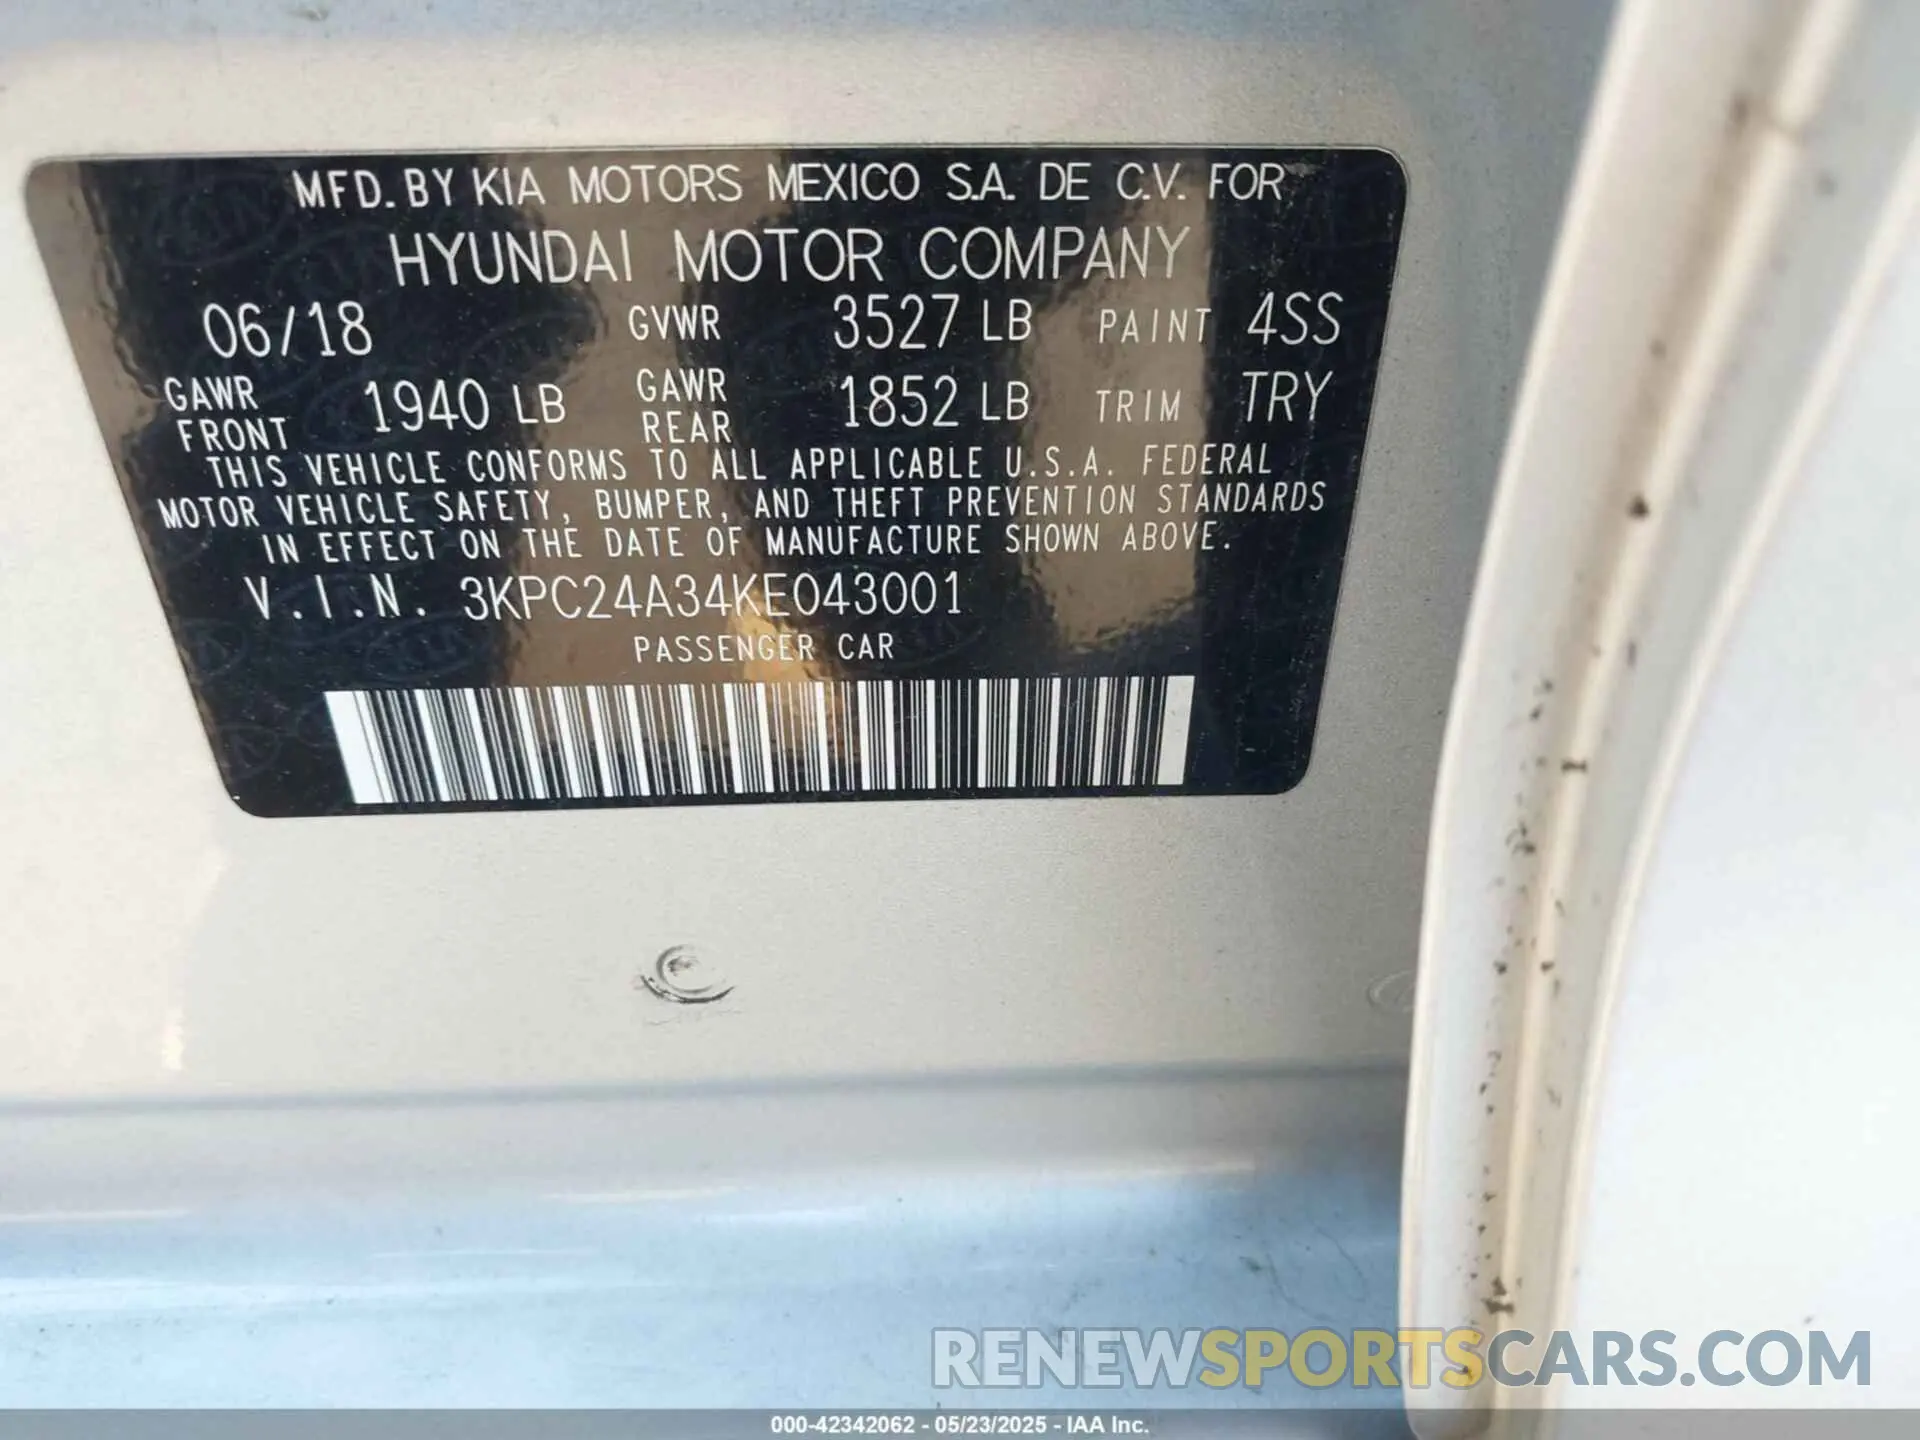 MFD. BY KIA MOTORS MEXICO S.A. DE C.V. FOR
HYUNDAI MOTOR COMPANY
06/18 GVWR 3527 LB PAINT 4SS
GAWR FRONT 1940 LB GAWR REAR 1852 LB TRIM TRY
THIS VEHICLE CONFORMS TO ALL APPLICABLE U.S.A. FEDERAL
MOTOR VEHICLE SAFETY, BUMPER, AND THEFT PREVENTION STANDARDS
IN EFFECT ON THE DATE OF MANUFACTURE SHOWN ABOVE.
V.I.N. 3KPC24A34KE043001
PASSENGER CAR
RENEWSPORTSCARS.COM
000-42342062 - 05/23/2025 - IAA Inc.